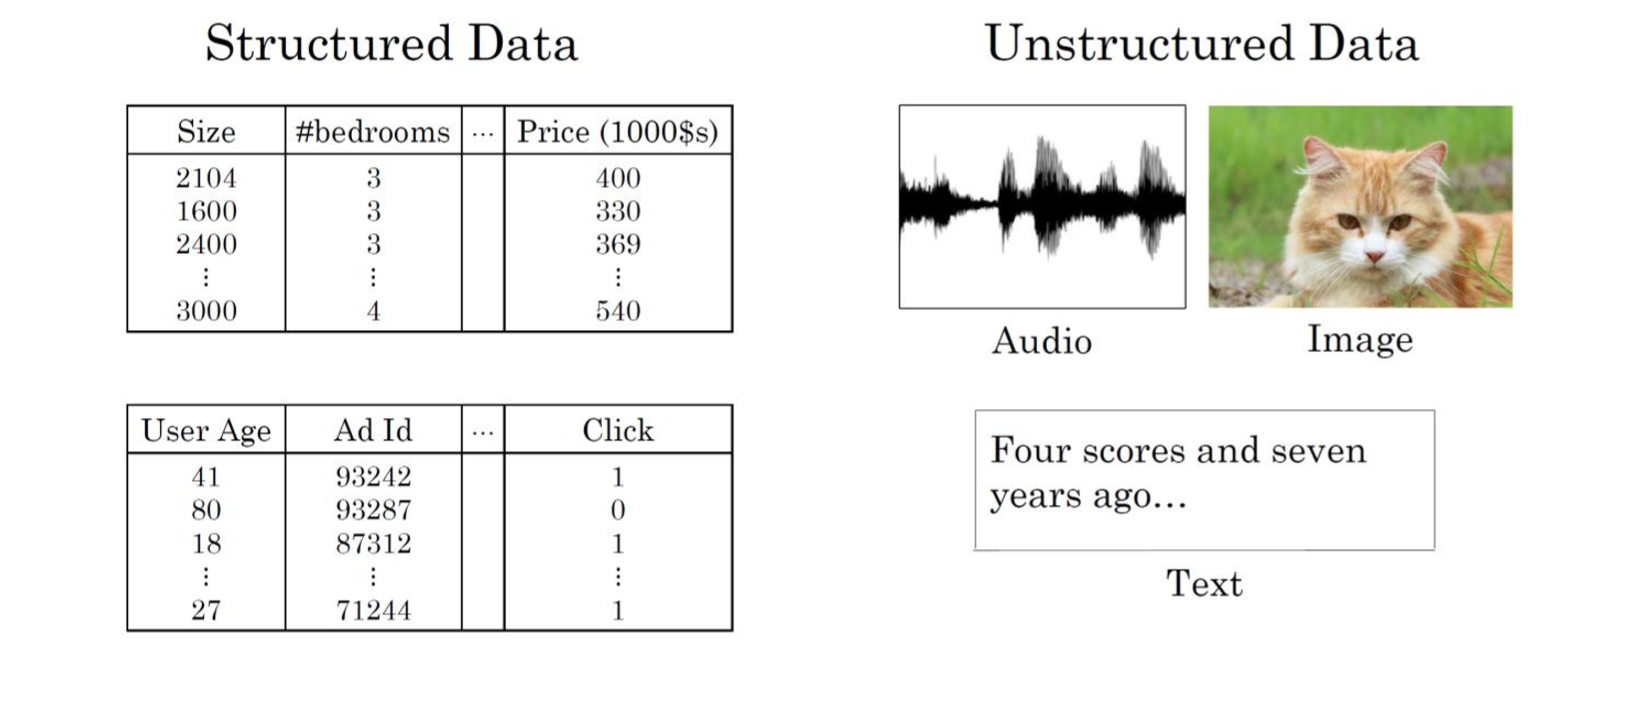 Structured Data
Size #bedrooms ... Price (1000$s)
2104 3 400
1600 3 330
2400 3 369
⋮ ⋮ ⋮
3000 4 540
User Age Ad Id ... Click
41 93242 1
80 93287 0
18 87312 1
⋮ ⋮ ⋮
27 71244 1
Unstructured Data
Audio
Image
Four scores and seven
years ago...
Text